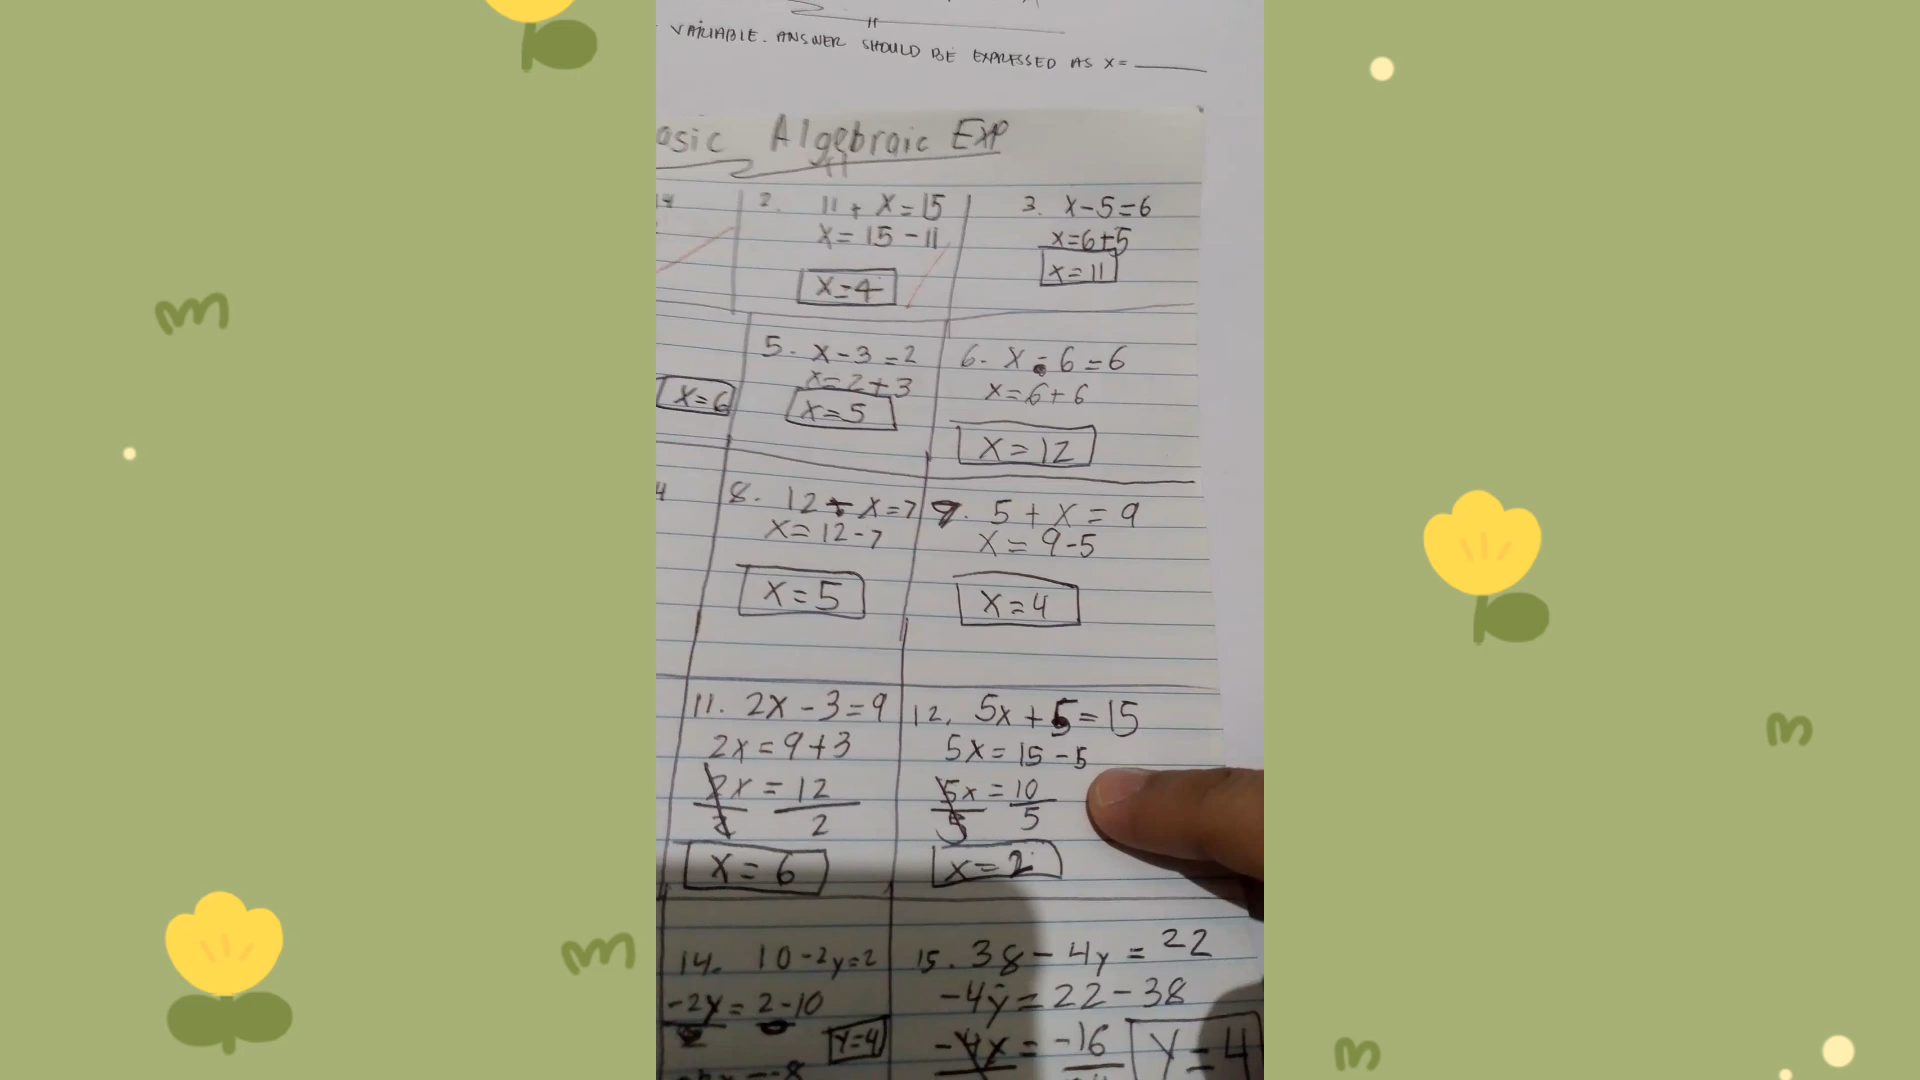 VARIABLE. ANSWER SHOULD BE EXPRESSED AS X = ____
asic Algebraic Exp
2. 11 + X = 15
X = 15 - 11
X = 4
3. X - 5 = 6
X = 6 + 5
X = 11
X = 6
5. X - 3 = 2
X = 2 + 3
X = 5
6. X - 6 = 6
X = 6 + 6
X = 12
4
8. 12 - X = 7
X = 12 - 7
X = 5
9. 5 + X = 9
X = 9 - 5
X = 4
11. 2X - 3 = 9
2X = 9 + 3
2X = 12
2 2
X = 6
12. 5X + 5 = 15
5X = 15 - 5
5X = 10
5 5
X = 2
14. 10 - 2y = 2
-2y = 2 - 10
Y = 4
15. 38 - 4y = 22
-4y = 22 - 38
-4y = -16
Y = 4